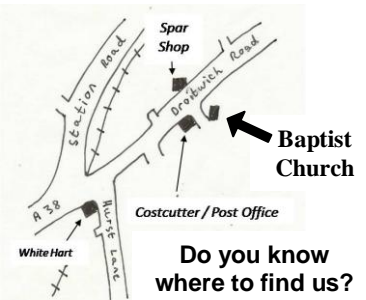 Spar
Shop
Station Road
Droitwich Road
Baptist
Church
A 38
Hurst Lane
Costcutter / Post Office
White Hart
Do you know
where to find us?